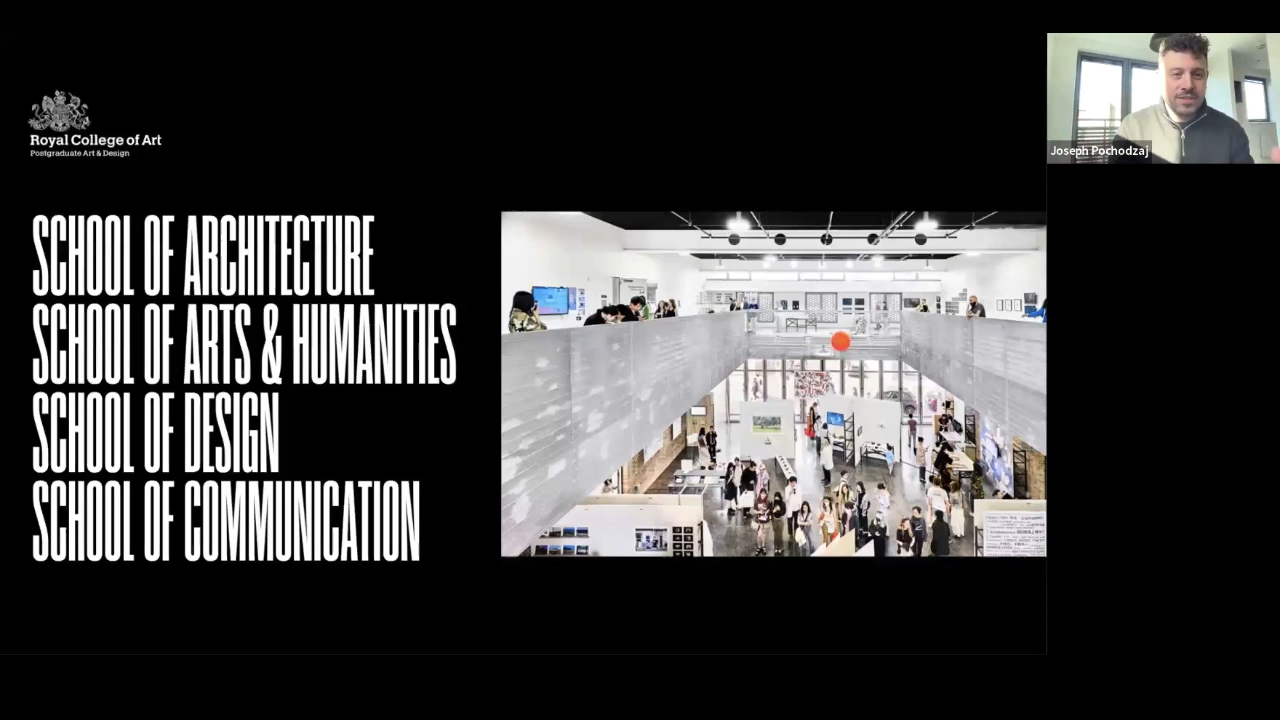 Royal College of Art
Postgraduate Art & Design
SCHOOL OF ARCHITECTURE
SCHOOL OF ARTS & HUMANITIES
SCHOOL OF DESIGN
SCHOOL OF COMMUNICATION
Joseph Pochodzaj